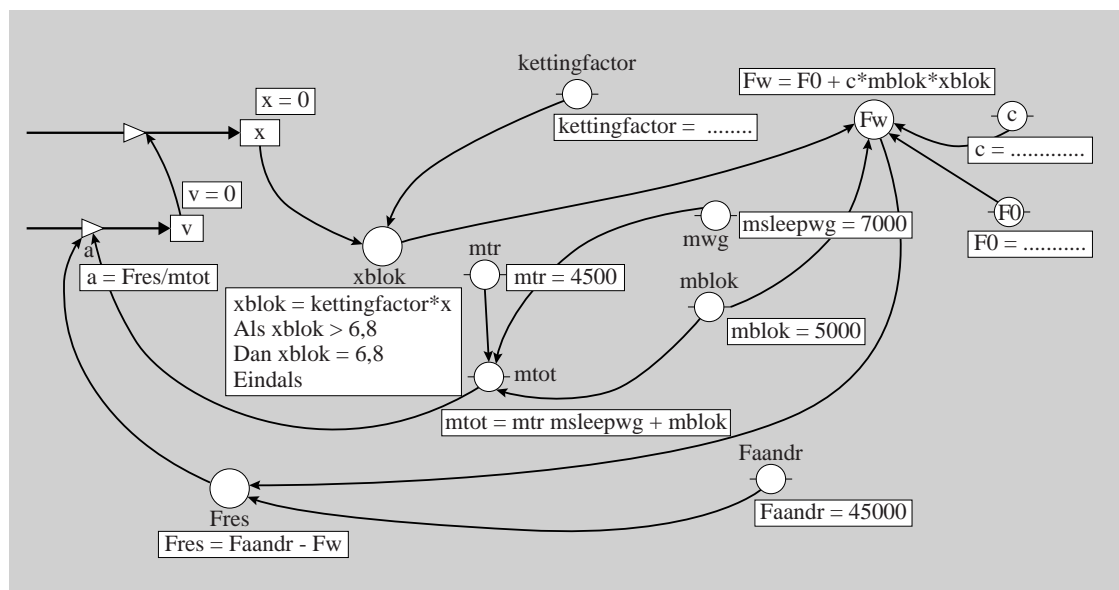 kettingfactor
kettingfactor = ........
Fw = F0 + c*mblok*xblok
Fw
c
c = .............
x = 0
x
v = 0
v
a
a = Fres/mtot
F0
F0 = ...........
xblok
xblok = kettingfactor*x
Als xblok > 6,8
Dan xblok = 6,8
Eindals
mtr
mtr = 4500
mwg
msleepwg = 7000
mblok
mblok = 5000
mtot
mtot = mtr msleepwg + mblok
Faandr
Faandr = 45000
Fres
Fres = Faandr - Fw